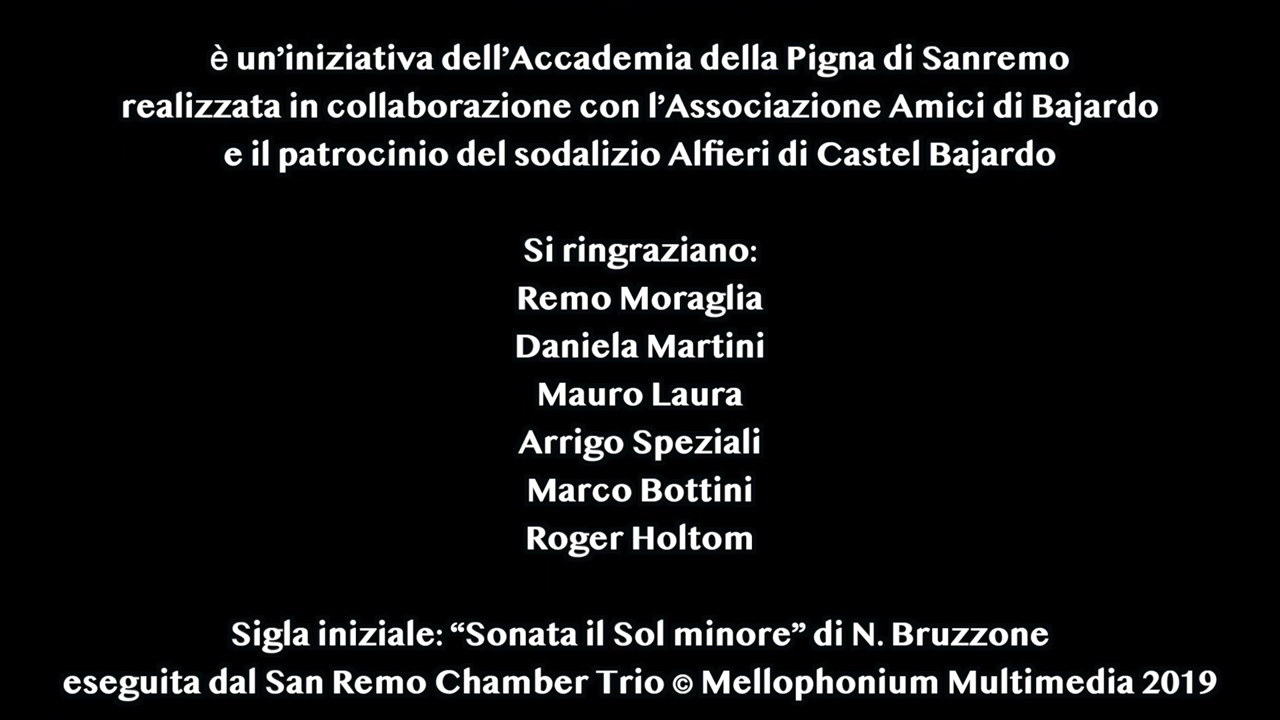 è un’iniziativa dell’Accademia della Pigna di Sanremo
realizzata in collaborazione con l’Associazione Amici di Bajardo
e il patrocinio del sodalizio Alfieri di Castel Bajardo
Si ringraziano:
Remo Moraglia
Daniela Martini
Mauro Laura
Arrigo Speziali
Marco Bottini
Roger Holtom
Sigla iniziale: “Sonata il Sol minore” di N. Bruzzone
eseguita dal San Remo Chamber Trio © Mellophonium Multimedia 2019